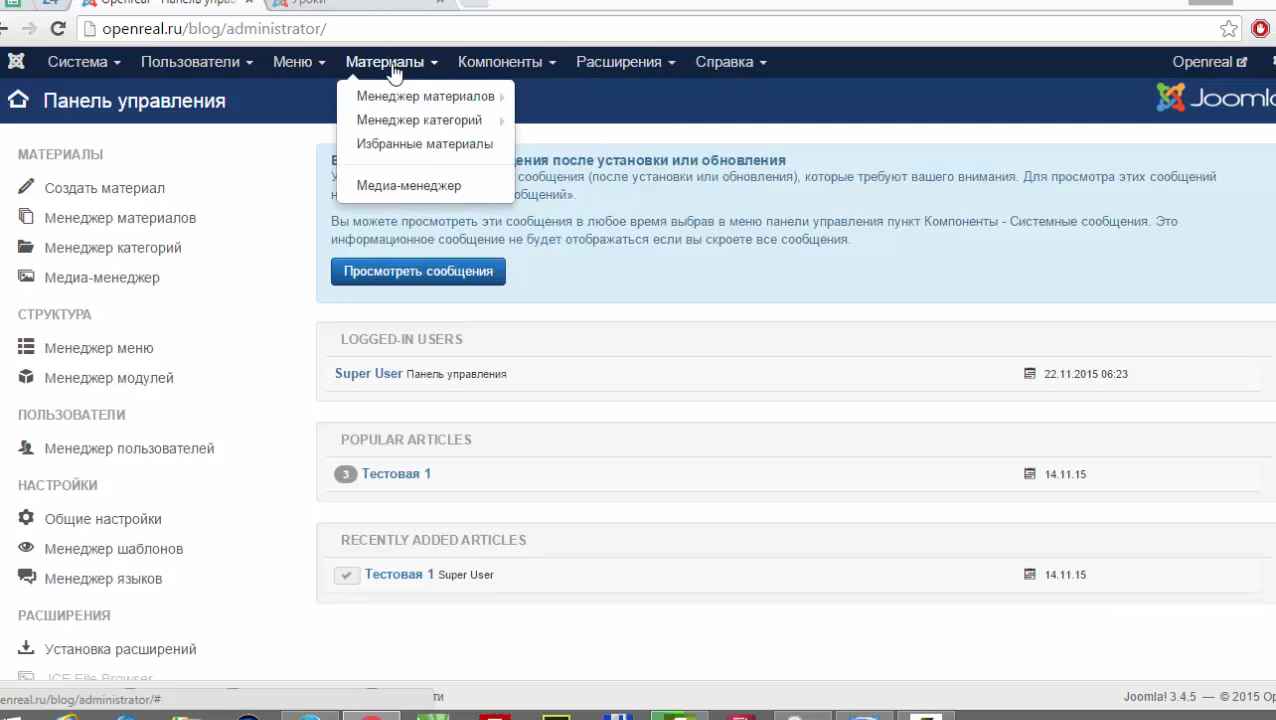 openreal.ru/blog/administrator/
Система Пользователи Меню Материалы Компоненты Расширения Справка Openreal
Панель управления
Менеджер материалов
Менеджер категорий
Избранные материалы
Медиа-менеджер
МАТЕРИАЛЫ
Создать материал
Менеджер материалов
Менеджер категорий
Медиа-менеджер
СТРУКТУРА
Менеджер меню
Менеджер модулей
ПОЛЬЗОВАТЕЛИ
Менеджер пользователей
НАСТРОЙКИ
Общие настройки
Менеджер шаблонов
Менеджер языков
РАСШИРЕНИЯ
Установка расширений
JCE File Browser
после установки или обновления
сообщения (после установки или обновления), которые требуют вашего внимания. Для просмотра этих сообщений
Вы можете просмотреть эти сообщения в любое время выбрав в меню панели управления пункт Компоненты - Системные сообщения. Это
информационное сообщение не будет отображаться если вы скроете все сообщения.
Просмотреть сообщения
LOGGED-IN USERS
Super User Панель управления 22.11.2015 06:23
POPULAR ARTICLES
3 Тестовая 1 14.11.15
RECENTLY ADDED ARTICLES
Тестовая 1 Super User 14.11.15
enreal.ru/blog/administrator/#
Joomla! 3.4.5 — © 2015 Op